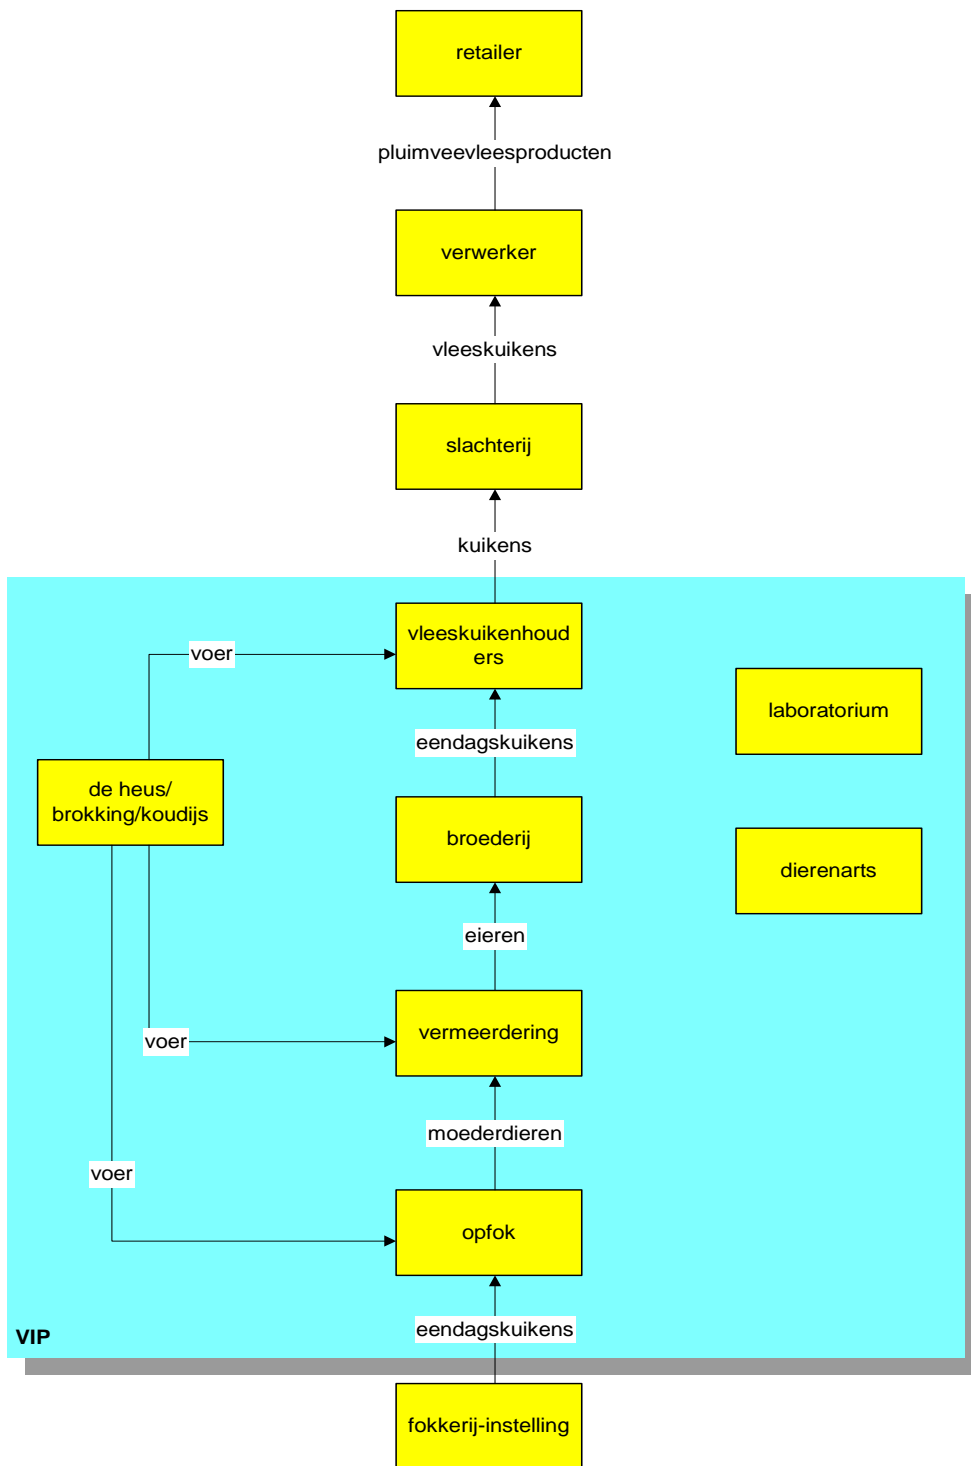 retailer
pluimveevleesproducten
verwerker
vleeskuikens
slachterij
kuikens
vleeskuikenhoud
ers
voer
laboratorium
eendagskuikens
de heus/
brokking/koudijs
broederij
dierenarts
eieren
vermeerdering
voer
moederdieren
voer
opfok
eendagskuikens
VIP
fokkerij-instelling